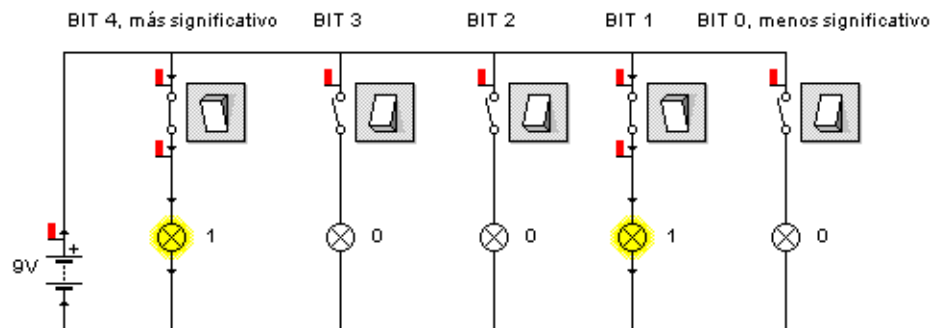 BIT 4, más significativo BIT 3 BIT 2 BIT 1 BIT 0, menos significativo
1 0 0 1 0
+
9V